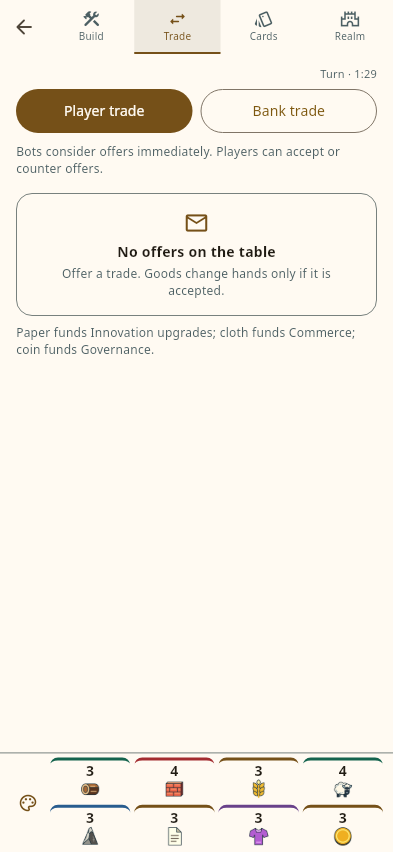 Build
Trade
Cards
Realm
Turn · 1:29
Player trade
Bank trade
Bots consider offers immediately. Players can accept or
counter offers.
No offers on the table
Offer a trade. Goods change hands only if it is
accepted.
Paper funds Innovation upgrades; cloth funds Commerce;
coin funds Governance.
3
4
3
4
3
3
3
3